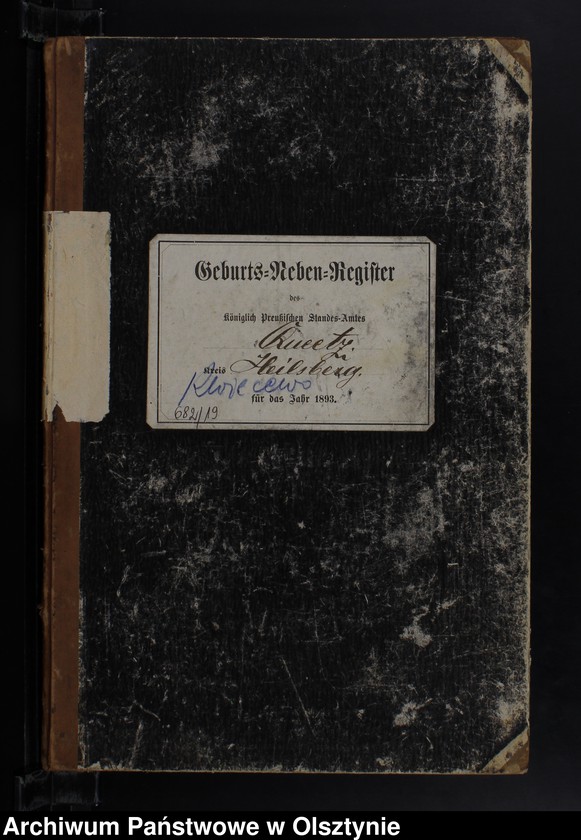 Geburts-Neben-Register
des
Königlich Preußischen Standes-Amtes
Queetz
Kreis Heilsberg
Kwiecewo
für das Jahr 1893.
682/19
Archiwum Państwowe w Olsztynie